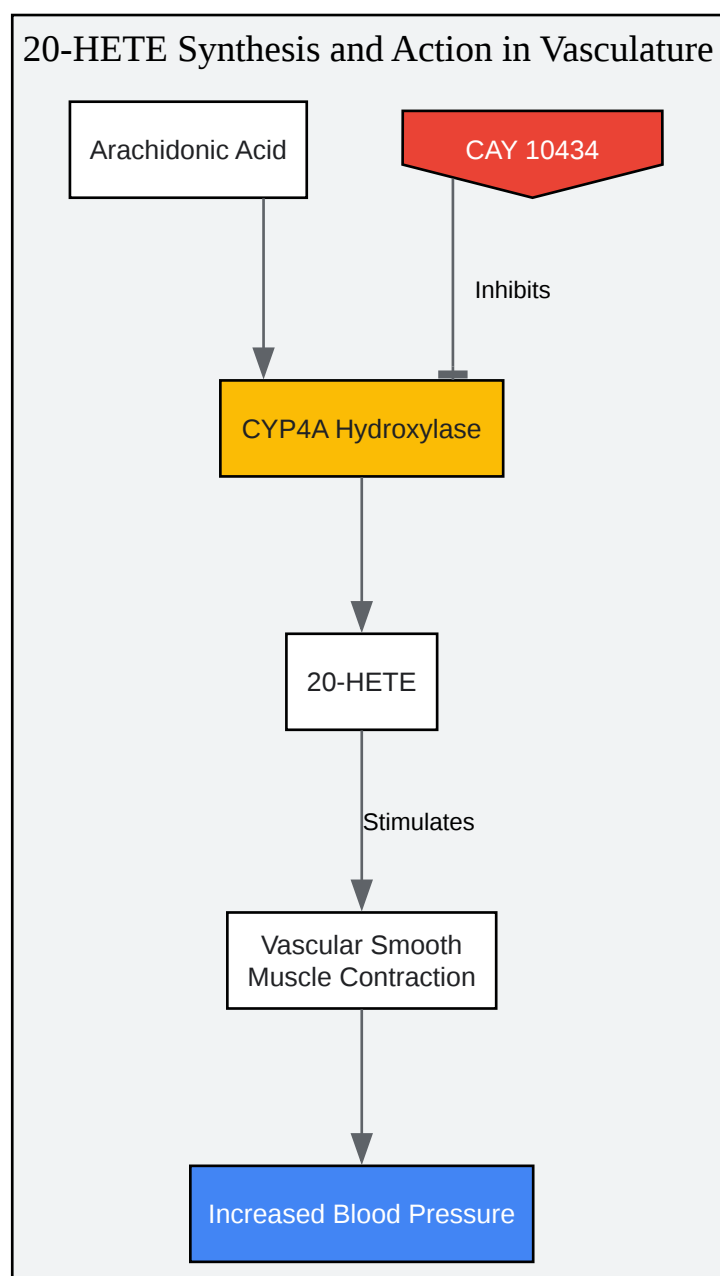 20-HETE Synthesis and Action in Vasculature
Arachidonic Acid
CAY 10434
Inhibits
CYP4A Hydroxylase
20-HETE
Stimulates
Vascular Smooth
Muscle Contraction
Increased Blood Pressure